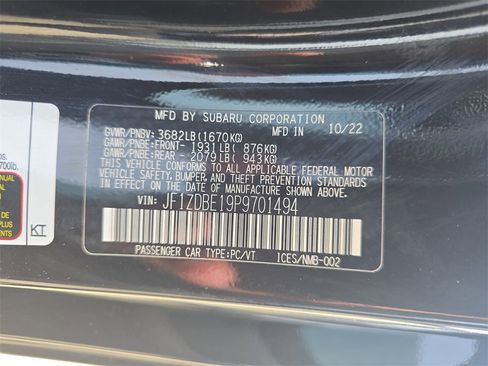 MFD BY SUBARU CORPORATION
GVWR/PNBV: 3682LB(1670KG) MFD IN 10/22
GAWR/PNBE:FRONT- 1931LB( 876KG)
GAWR/PNBE:REAR - 2079LB( 943KG)
THIS VEHICLE CONFORMS TO ALL APPLICABLE FEDERAL MOTOR
VEHICLE SAFETY, BUMPER, AND THEFT PREVENTION
STANDARDS IN EFFECT ON THE DATE OF MANUFACTURE SHOWN ABOVE.
VIN: JF1ZDBE19P9701494
PASSENGER CAR TYPE:PC/VT ICES/NMB-002
bs.
700lb.
KT